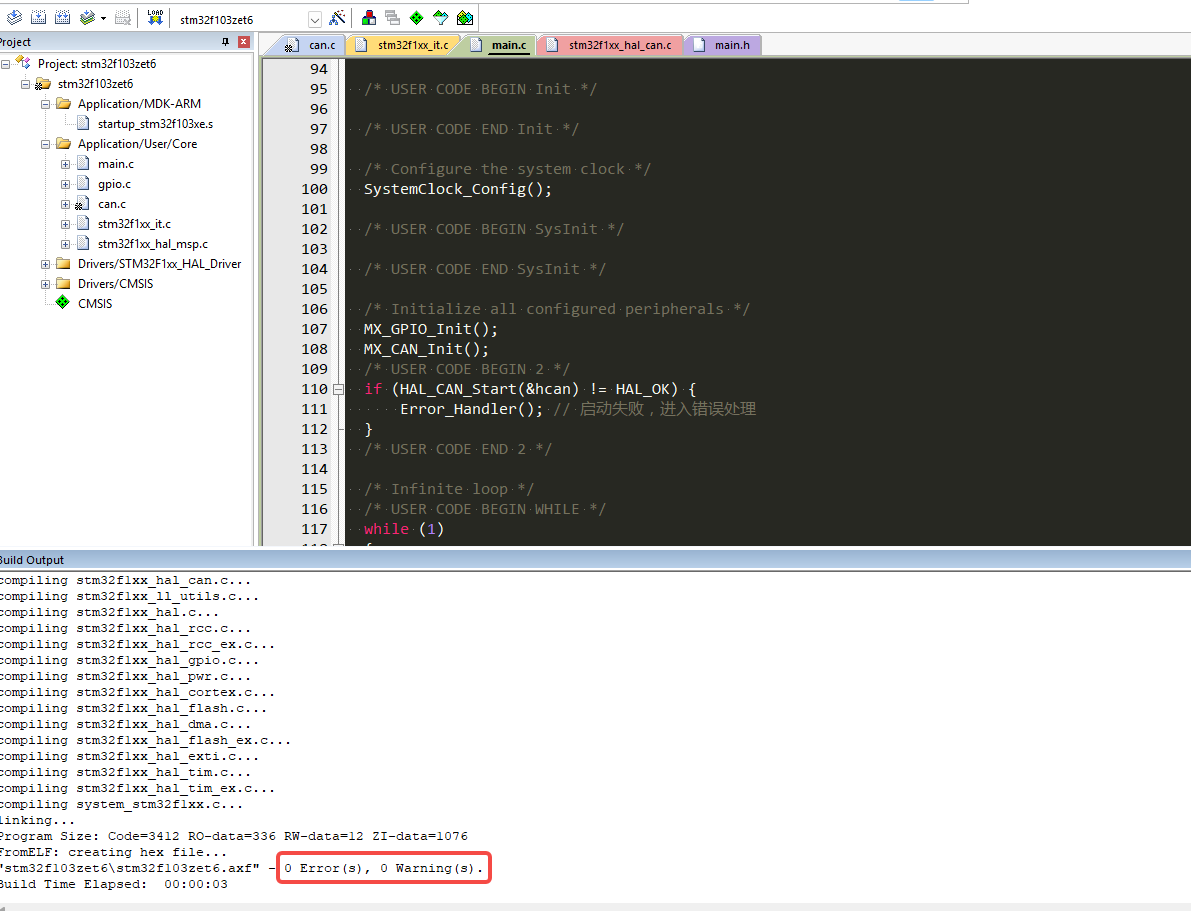 LOAD
stm32f103zet6
Project
Project: stm32f103zet6
stm32f103zet6
Application/MDK-ARM
startup_stm32f103xe.s
Application/User/Core
main.c
gpio.c
can.c
stm32f1xx_it.c
stm32f1xx_hal_msp.c
Drivers/STM32F1xx_HAL_Driver
Drivers/CMSIS
CMSIS
can.c
stm32f1xx_it.c
main.c
stm32f1xx_hal_can.c
main.h
94
95 /* USER CODE BEGIN Init */
96
97 /* USER CODE END Init */
98
99 /* Configure the system clock */
100 SystemClock_Config();
101
102 /* USER CODE BEGIN SysInit */
103
104 /* USER CODE END SysInit */
105
106 /* Initialize all configured peripherals */
107 MX_GPIO_Init();
108 MX_CAN_Init();
109 /* USER CODE BEGIN 2 */
110 if (HAL_CAN_Start(&hcan) != HAL_OK) {
111 Error_Handler(); // 启动失败，进入错误处理
112 }
113 /* USER CODE END 2 */
114
115 /* Infinite loop */
116 /* USER CODE BEGIN WHILE */
117 while (1)
Build Output
compiling stm32f1xx_hal_can.c...
compiling stm32f1xx_ll_utils.c...
compiling stm32f1xx_hal.c...
compiling stm32f1xx_hal_rcc.c...
compiling stm32f1xx_hal_rcc_ex.c...
compiling stm32f1xx_hal_gpio.c...
compiling stm32f1xx_hal_pwr.c...
compiling stm32f1xx_hal_cortex.c...
compiling stm32f1xx_hal_flash.c...
compiling stm32f1xx_hal_dma.c...
compiling stm32f1xx_hal_flash_ex.c...
compiling stm32f1xx_hal_exti.c...
compiling stm32f1xx_hal_tim.c...
compiling stm32f1xx_hal_tim_ex.c...
compiling system_stm32f1xx.c...
linking...
Program Size: Code=3412 RO-data=336 RW-data=12 ZI-data=1076
FromELF: creating hex file...
"stm32f103zet6\stm32f103zet6.axf" - 0 Error(s), 0 Warning(s).
Build Time Elapsed:  00:00:03